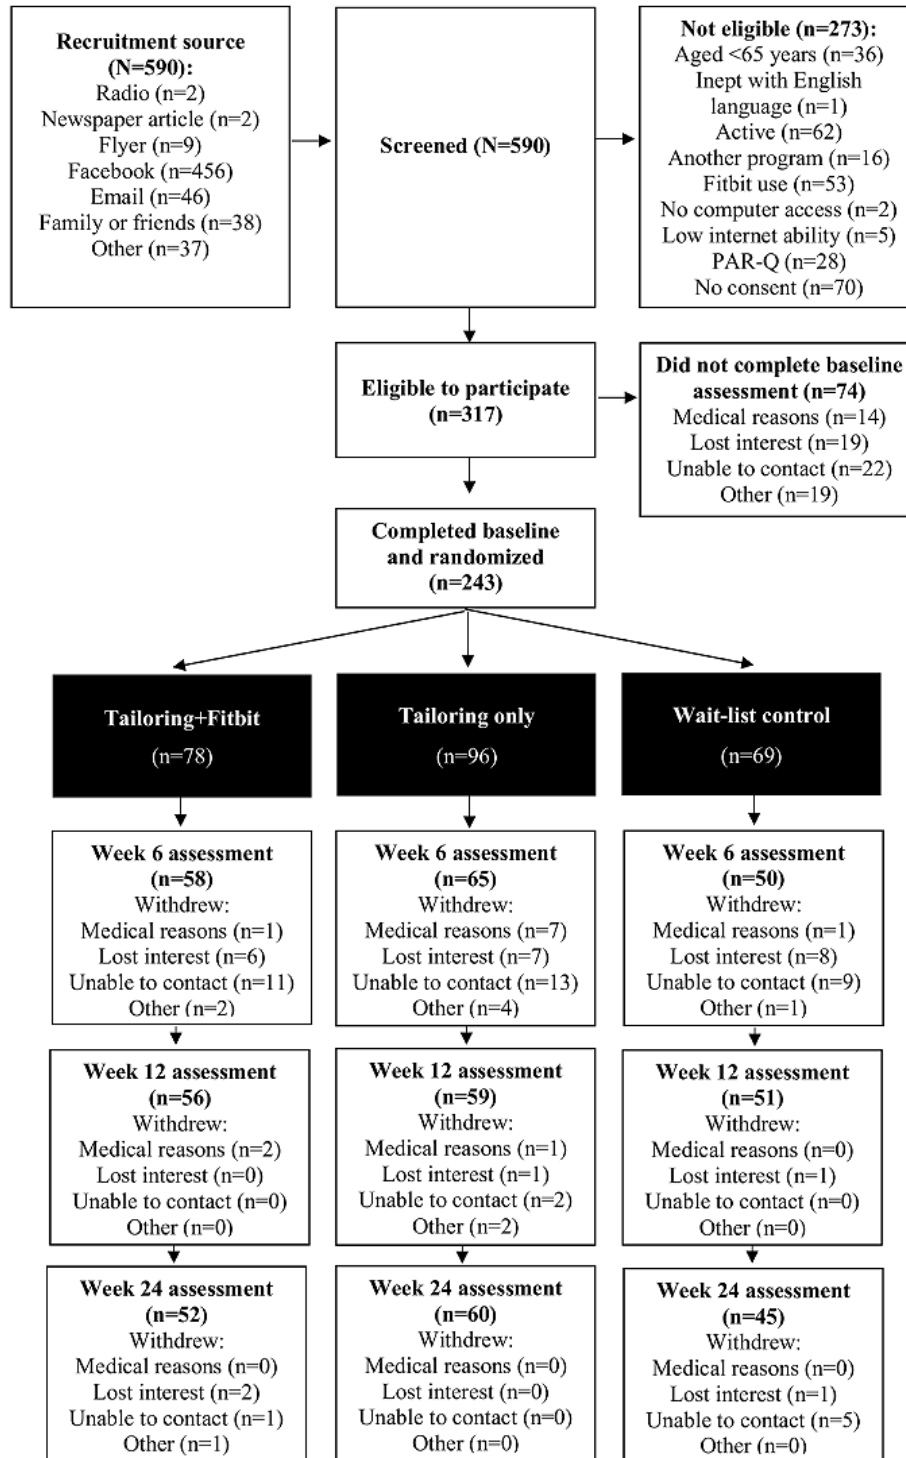 Recruitment source
(N=590):
Radio (n=2)
Newspaper article (n=2)
Flyer (n=9)
Facebook (n=456)
Email (n=46)
Family or friends (n=38)
Other (n=37)
Screened (N=590)
Not eligible (n=273):
Aged <65 years (n=36)
Inept with English
language (n=1)
Active (n=62)
Another program (n=16)
Fitbit use (n=53)
No computer access (n=2)
Low internet ability (n=5)
PAR-Q (n=28)
No consent (n=70)
Eligible to participate
(n=317)
Did not complete baseline
assessment (n=74)
Medical reasons (n=14)
Lost interest (n=19)
Unable to contact (n=22)
Other (n=19)
Completed baseline
and randomized
(n=243)
Tailoring+Fitbit
(n=78)
Tailoring only
(n=96)
Wait-list control
(n=69)
Week 6 assessment
(n=58)
Withdrew:
Medical reasons (n=1)
Lost interest (n=6)
Unable to contact (n=11)
Other (n=2)
Week 6 assessment
(n=65)
Withdrew:
Medical reasons (n=7)
Lost interest (n=7)
Unable to contact (n=13)
Other (n=4)
Week 6 assessment
(n=50)
Withdrew:
Medical reasons (n=1)
Lost interest (n=8)
Unable to contact (n=9)
Other (n=1)
Week 12 assessment
(n=56)
Withdrew:
Medical reasons (n=2)
Lost interest (n=0)
Unable to contact (n=0)
Other (n=0)
Week 12 assessment
(n=59)
Withdrew:
Medical reasons (n=1)
Lost interest (n=1)
Unable to contact (n=2)
Other (n=2)
Week 12 assessment
(n=51)
Withdrew:
Medical reasons (n=0)
Lost interest (n=1)
Unable to contact (n=0)
Other (n=0)
Week 24 assessment
(n=52)
Withdrew:
Medical reasons (n=0)
Lost interest (n=2)
Unable to contact (n=1)
Other (n=1)
Week 24 assessment
(n=60)
Withdrew:
Medical reasons (n=0)
Lost interest (n=0)
Unable to contact (n=0)
Other (n=0)
Week 24 assessment
(n=45)
Withdrew:
Medical reasons (n=0)
Lost interest (n=1)
Unable to contact (n=5)
Other (n=0)